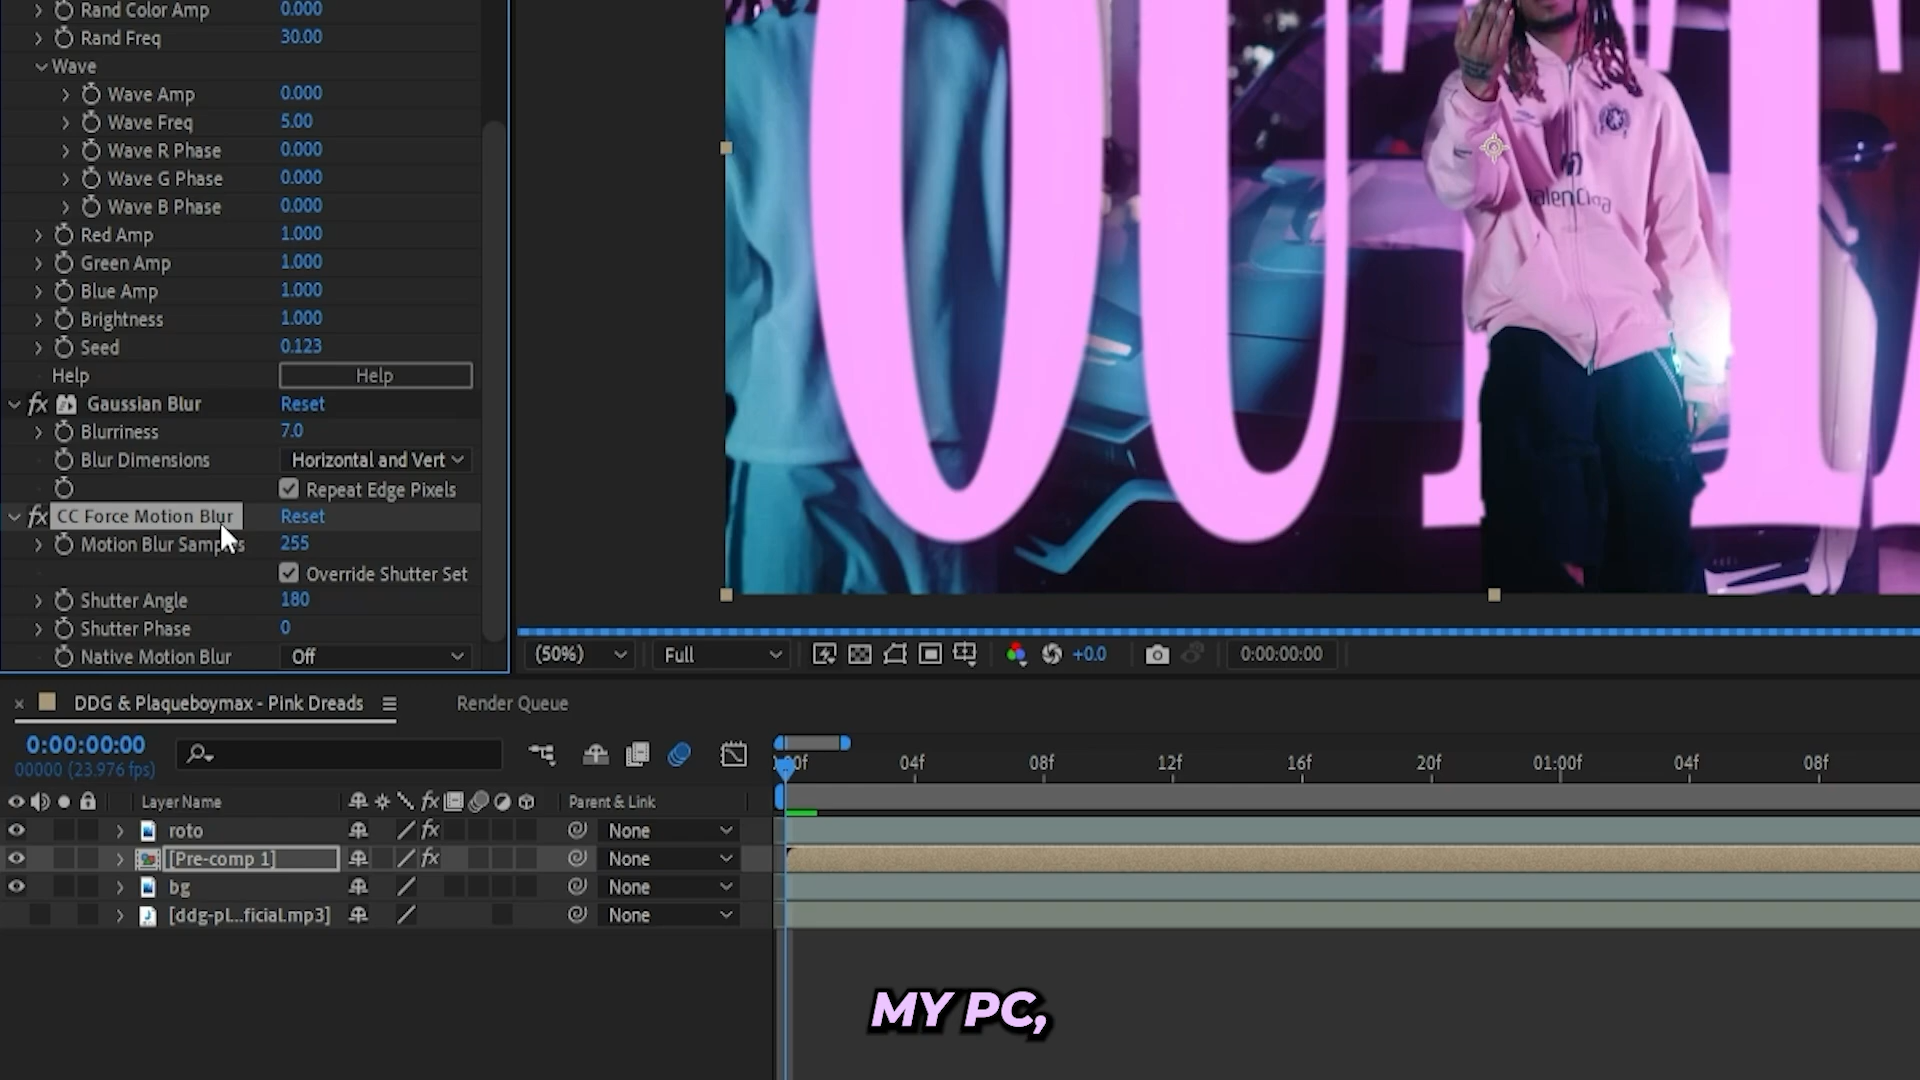 Rand Color Amp 0.000
Rand Freq 30.00
Wave
Wave Amp 0.000
Wave Freq 5.00
Wave R Phase 0.000
Wave G Phase 0.000
Wave B Phase 0.000
Red Amp 1.000
Green Amp 1.000
Blue Amp 1.000
Brightness 1.000
Seed 0.123
Help Help
fx Gaussian Blur Reset
Blurriness 7.0
Blur Dimensions Horizontal and Vert
Repeat Edge Pixels
fx CC Force Motion Blur Reset
Motion Blur Samples 255
Override Shutter Set
Shutter Angle 180
Shutter Phase 0
Native Motion Blur Off
(50%) Full +0.0 0:00:00:00
DDG & Plaqueboymax - Pink Dreads Render Queue
0:00:00:00
00000 (23.976 fps)
04f 08f 12f 16f 20f 01:00f 04f 08f
Layer Name fx Parent & Link
roto fx None
[Pre-comp 1] fx None
bg None
[ddg-pl...ficial.mp3] None
MY PC,